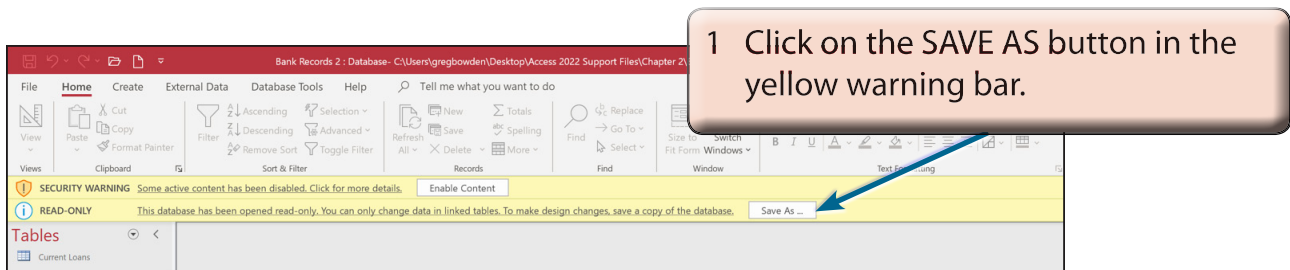 1 Click on the SAVE AS button in the
yellow warning bar.
Bank Records 2 : Database- C:\Users\gregbowden\Desktop\Access 2022 Support Files\Chapter 2\
File Home Create External Data Database Tools Help Tell me what you want to do
View
Paste
Cut
Copy
Format Painter
Filter
Ascending
Descending
Remove Sort
Selection
Advanced
Toggle Filter
Refresh
All
New
Save
Delete
Totals
Spelling
More
Find
Replace
Go To
Select
Size to
Fit Form
Switch
Windows
B I U A
Views Clipboard Sort & Filter Records Find Window
SECURITY WARNING Some active content has been disabled. Click for more details. Enable Content
READ-ONLY This database has been opened read-only. You can only change data in linked tables. To make design changes, save a copy of the database. Save As ...
Tables
Current Loans